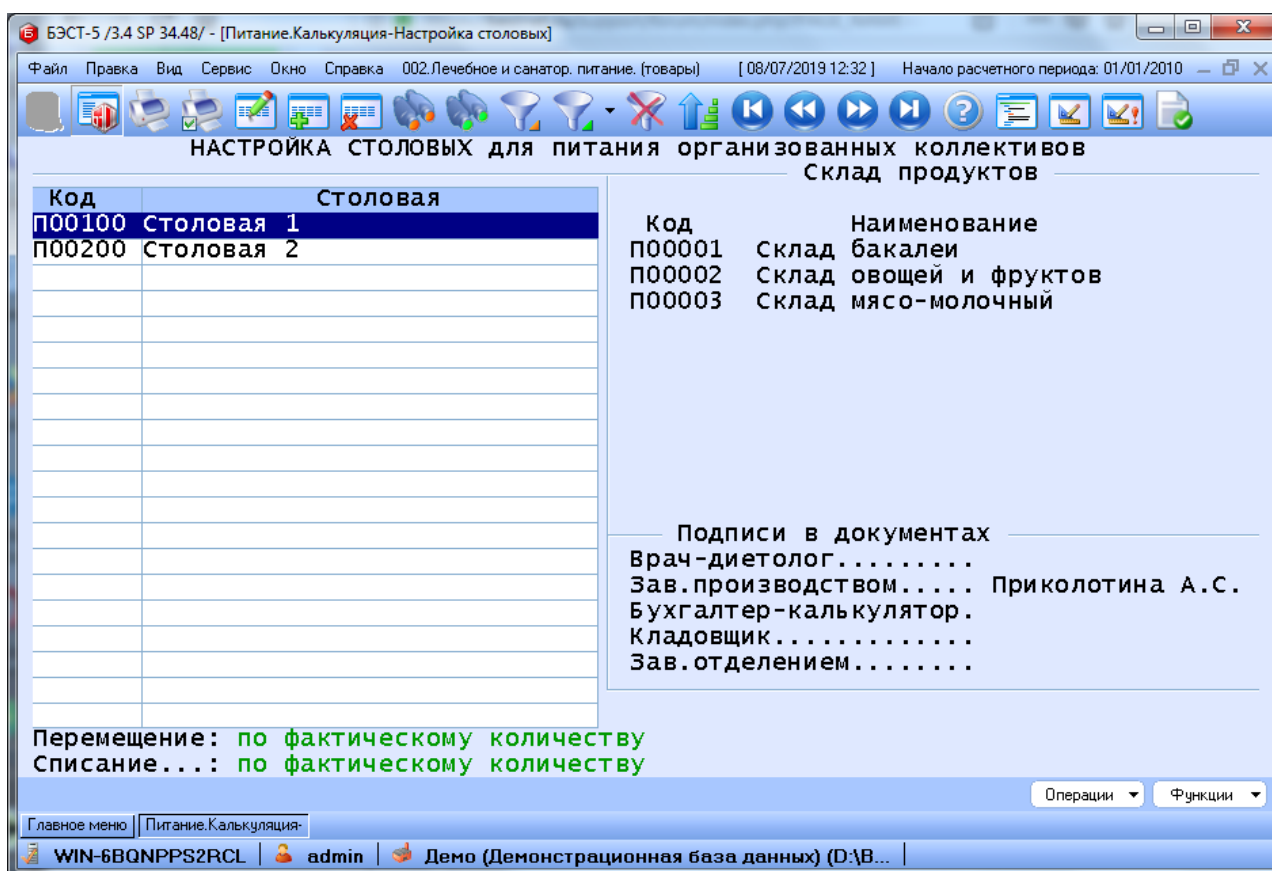 БЭСТ-5 /3.4 SP 34.48/ - [Питание.Калькуляция-Настройка столовых]
Файл Правка Вид Сервис Окно Справка 002.Лечебное и санатор. питание. (товары) [ 08/07/2019 12:32 ] Начало расчетного периода: 01/01/2010
НАСТРОЙКА СТОЛОВЫХ для питания организованных коллективов
Код Столовая
П00100 Столовая 1
П00200 Столовая 2
Склад продуктов
Код Наименование
П00001 Склад бакалеи
П00002 Склад овощей и фруктов
П00003 Склад мясо-молочный
Подписи в документах
Врач-диетолог.........
Зав.производством..... Приколотина А.С.
Бухгалтер-калькулятор.
Кладовщик.............
Зав.отделением........
Перемещение: по фактическому количеству
Списание...: по фактическому количеству
Операции Функции
Главное меню Питание.Калькуляция-
WIN-6BQNPPS2RCL admin Демо (Демонстрационная база данных) (D:\B...